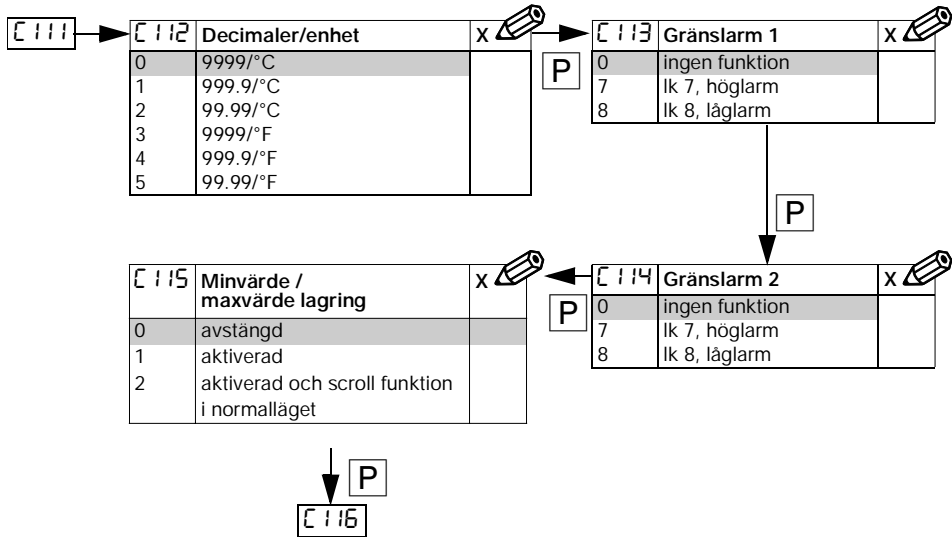 C111
C112 Decimaler/enhet x
0 9999/°C
1 999.9/°C
2 99.99/°C
3 9999/°F
4 999.9/°F
5 99.99/°F
P
C113 Gränslarm 1 x
0 ingen funktion
7 lk 7, höglarm
8 lk 8, låglarm
P
C114 Gränslarm 2 x
0 ingen funktion
7 lk 7, höglarm
8 lk 8, låglarm
P
C115 Minvärde / x
maxvärde lagring
0 avstängd
1 aktiverad
2 aktiverad och scroll funktion
i normalläget
P
C116